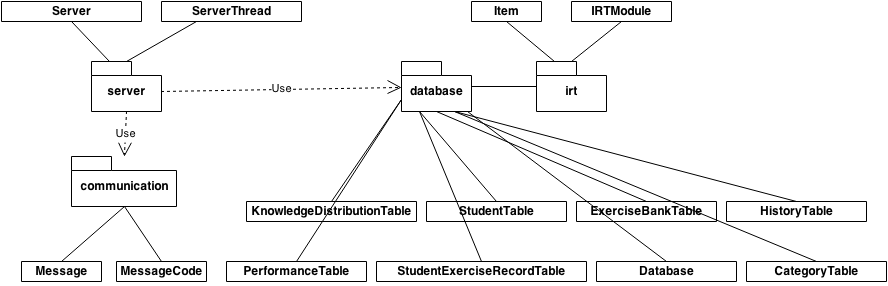 Server
ServerThread
Item
IRTModule
server
Use
database
irt
Use
communication
KnowledgeDistributionTable
StudentTable
ExerciseBankTable
HistoryTable
Message
MessageCode
PerformanceTable
StudentExerciseRecordTable
Database
CategoryTable